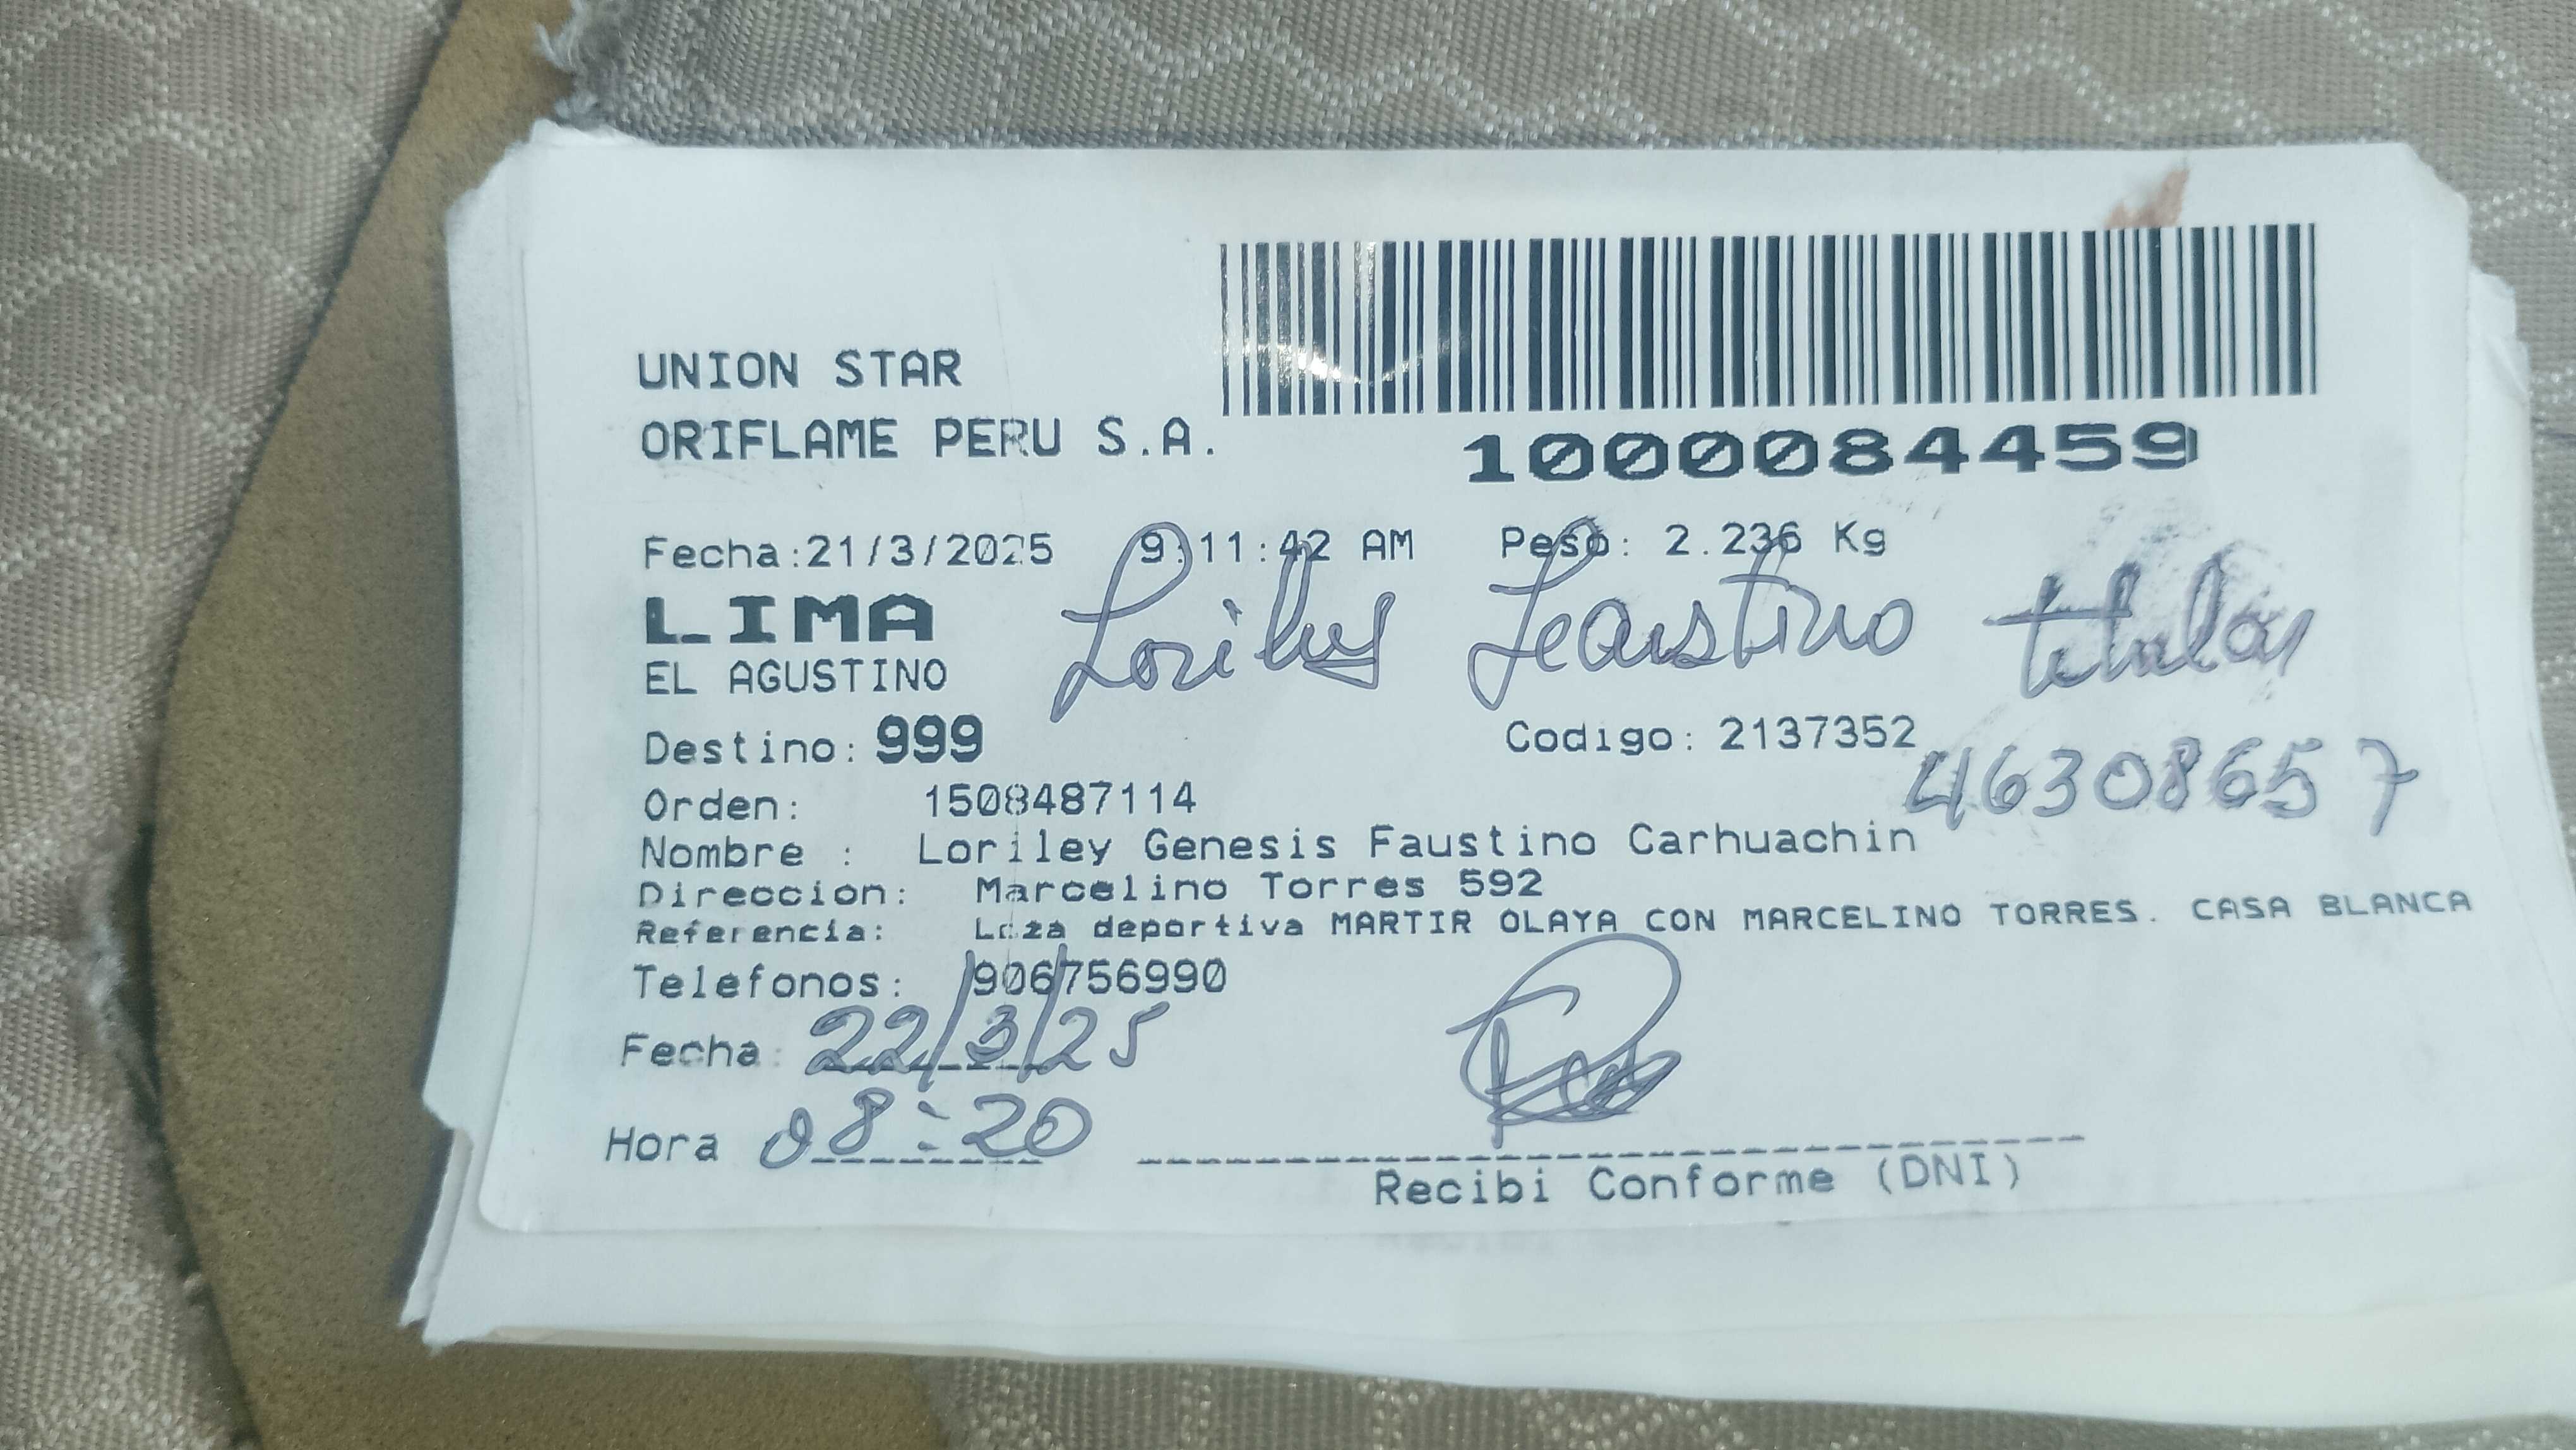 UNION STAR
ORIFLAME PERU S.A.
1000084459
Fecha:21/3/2025 9:11:42 AM Peso: 2.236 Kg
LIMA
Loriley Feaustino titular
EL AGUSTINO
Destino: 999 Codigo: 2137352
46308657
Orden: 1508487114
Nombre : Loriley Genesis Faustino Carhuachin
Direccion: Marcelino Torres 592
Referencia: Loza deportiva MARTIR OLAYA CON MARCELINO TORRES. CASA BLANCA
Telefonos: 906756990
Fecha: 22/3/25
Hora 08:20
Recibi Conforme (DNI)